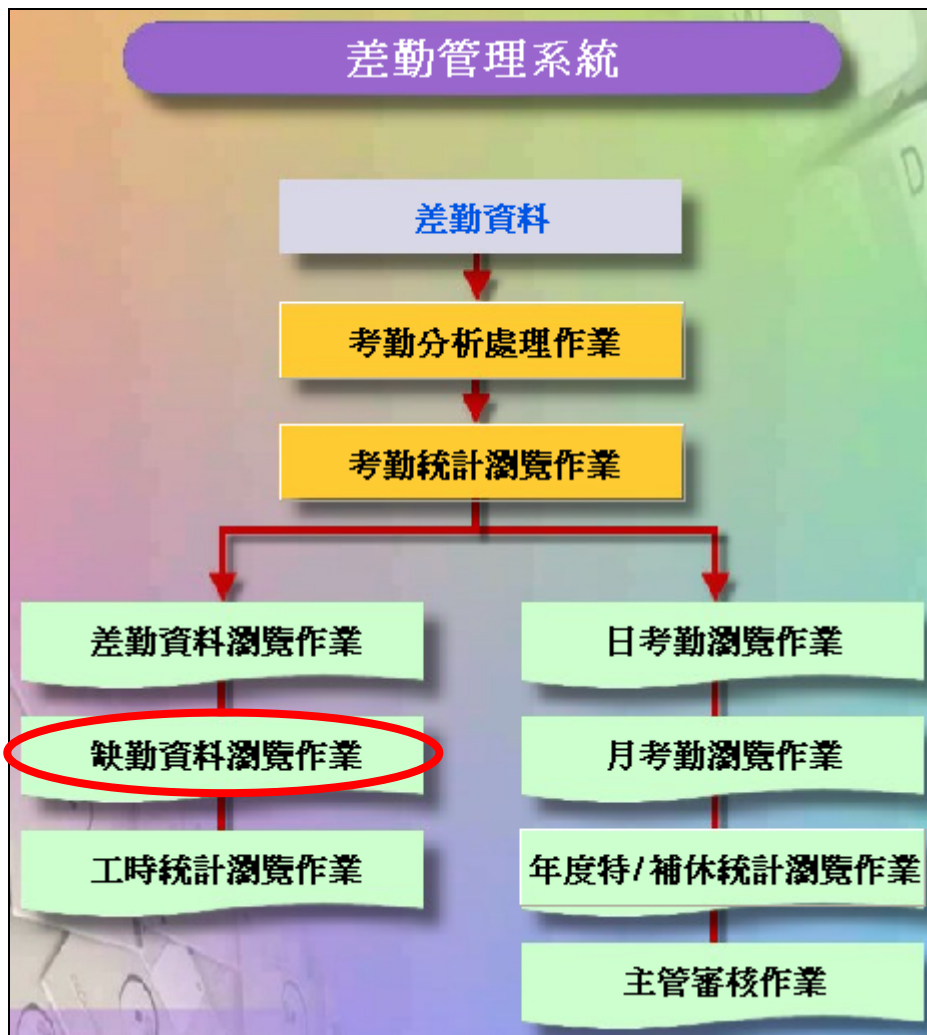 差勤管理系統
差勤資料
考勤分析處理作業
考勤統計瀏覽作業
差勤資料瀏覽作業
日考勤瀏覽作業
缺勤資料瀏覽作業
月考勤瀏覽作業
工時統計瀏覽作業
年度特/補休統計瀏覽作業
主管審核作業
D